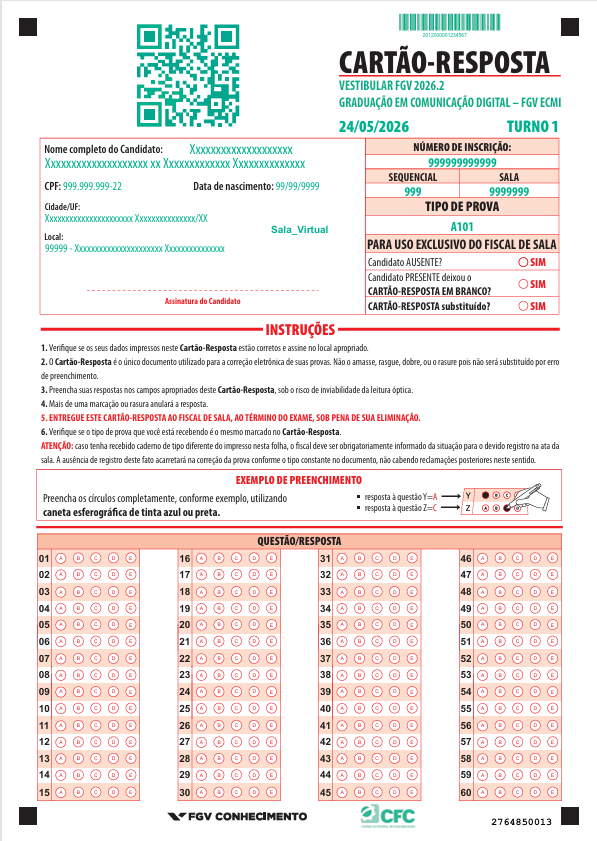 2012000001234567
CARTÃO-RESPOSTA
VESTIBULAR FGV 2026.2
GRADUAÇÃO EM COMUNICAÇÃO DIGITAL – FGV ECMI
24/05/2026 TURNO 1
Nome completo do Candidato: Xxxxxxxxxxxxxxxxxxxx
Xxxxxxxxxxxxxxxxxxxx xx Xxxxxxxxxxxxx Xxxxxxxxxxxxxx
CPF: 999.999.999-22 Data de nascimento: 99/99/9999
Cidade/UF:
Xxxxxxxxxxxxxxxxxxxxx Xxxxxxxxxxxxxxx/XX
Sala_Virtual
Local:
99999 - Xxxxxxxxxxxxxxxxxxxxx Xxxxxxxxxxxxxx
Assinatura do Candidato
NÚMERO DE INSCRIÇÃO:
999999999999
SEQUENCIAL SALA
999 9999999
TIPO DE PROVA
A101
PARA USO EXCLUSIVO DO FISCAL DE SALA
Candidato AUSENTE? SIM
Candidato PRESENTE deixou o
CARTÃO-RESPOSTA EM BRANCO? SIM
CARTÃO-RESPOSTA substituído? SIM
INSTRUÇÕES
1. Verifique se os seus dados impressos neste Cartão-Resposta estão corretos e assine no local apropriado.
2. O Cartão-Resposta é o único documento utilizado para a correção eletrônica de suas provas. Não o amasse, rasgue, dobre, ou o rasure pois não será substituído por erro
de preenchimento.
3. Preencha suas respostas nos campos apropriados deste Cartão-Resposta, sob o risco de inviabilidade da leitura óptica.
4. Mais de uma marcação ou rasura anulará a resposta.
5. ENTREGUE ESTE CARTÃO-RESPOSTA AO FISCAL DE SALA, AO TÉRMINO DO EXAME, SOB PENA DE SUA ELIMINAÇÃO.
6. Verifique se o tipo de prova que você está recebendo é o mesmo marcado no Cartão-Resposta.
ATENÇÃO: caso tenha recebido caderno de tipo diferente do impresso nesta folha, o fiscal deve ser obrigatoriamente informado da situação para o devido registro na ata da
sala. A ausência de registro deste fato acarretará na correção da prova conforme o tipo constante no documento, não cabendo reclamações posteriores neste sentido.
EXEMPLO DE PREENCHIMENTO
Preencha os círculos completamente, conforme exemplo, utilizando
caneta esferográfica de tinta azul ou preta.
▪ resposta à questão Y=A Y B C D
▪ resposta à questão Z=C Z A B
QUESTÃO/RESPOSTA
01 A B C D E 16 A B C D E 31 A B C D E 46 A B C D E
02 A B C D E 17 A B C D E 32 A B C D E 47 A B C D E
03 A B C D E 18 A B C D E 33 A B C D E 48 A B C D E
04 A B C D E 19 A B C D E 34 A B C D E 49 A B C D E
05 A B C D E 20 A B C D E 35 A B C D E 50 A B C D E
06 A B C D E 21 A B C D E 36 A B C D E 51 A B C D E
07 A B C D E 22 A B C D E 37 A B C D E 52 A B C D E
08 A B C D E 23 A B C D E 38 A B C D E 53 A B C D E
09 A B C D E 24 A B C D E 39 A B C D E 54 A B C D E
10 A B C D E 25 A B C D E 40 A B C D E 55 A B C D E
11 A B C D E 26 A B C D E 41 A B C D E 56 A B C D E
12 A B C D E 27 A B C D E 42 A B C D E 57 A B C D E
13 A B C D E 28 A B C D E 43 A B C D E 58 A B C D E
14 A B C D E 29 A B C D E 44 A B C D E 59 A B C D E
15 A B C D E 30 A B C D E 45 A B C D E 60 A B C D E
FGV CONHECIMENTO
CFC
2764850013